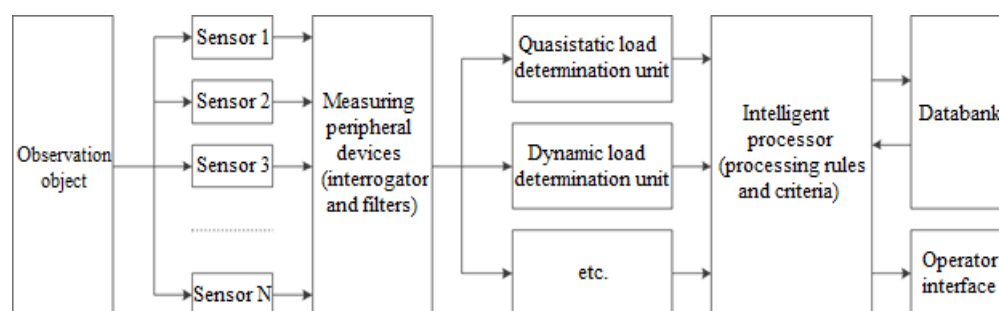 Observation
object
Sensor 1
Sensor 2
Sensor 3
Sensor N
Measuring
peripheral
devices
(interrogator
and filters)
Quasistatic load
determination unit
Dynamic load
determination unit
etc.
Intelligent
processor
(processing rules
and criteria)
Databank
Operator
interface